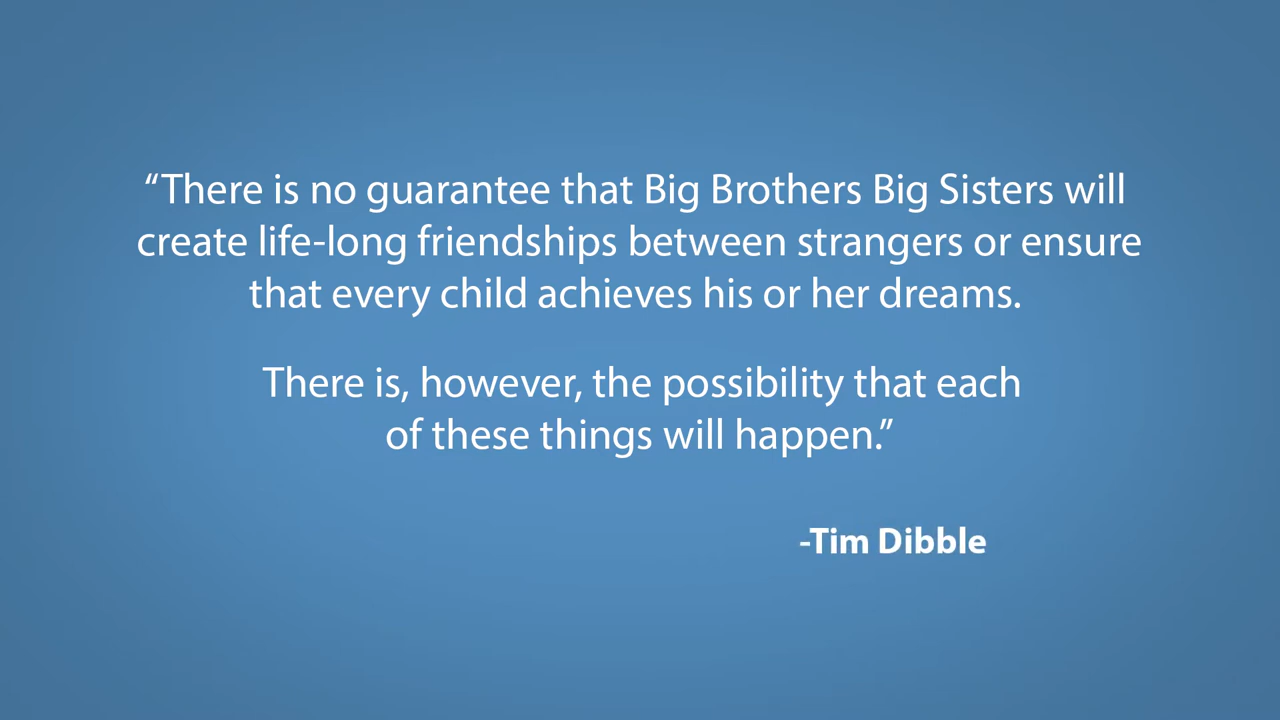 “There is no guarantee that Big Brothers Big Sisters will
create life-long friendships between strangers or ensure
that every child achieves his or her dreams.
There is, however, the possibility that each
of these things will happen.”
-Tim Dibble